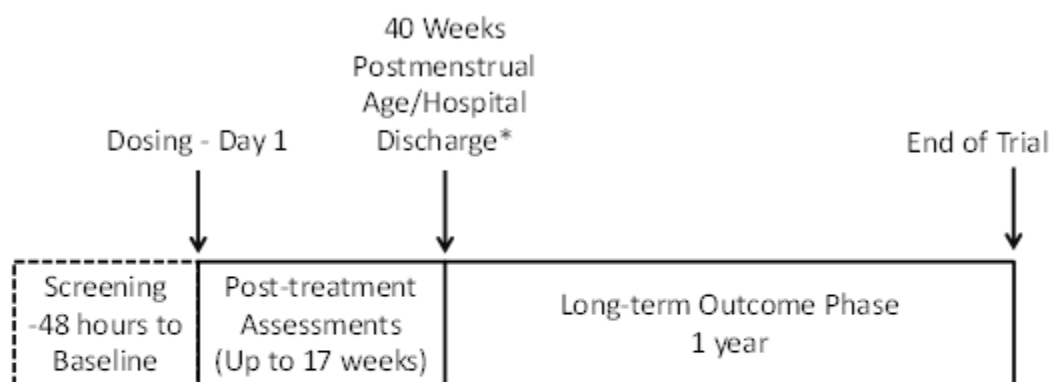 40 Weeks
Postmenstrual
Age/Hospital
Discharge*
Dosing - Day 1
End of Trial
Screening
-48 hours to
Baseline
Post-treatment
Assessments
(Up to 17 weeks)
Long-term Outcome Phase
1 year